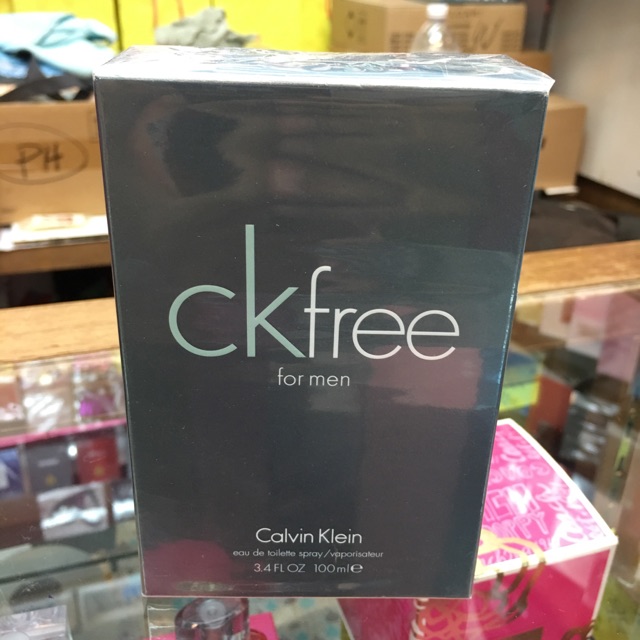 PH
ckfree
for men
Calvin Klein
eau de toilette spray/vaporisateur
3.4 FL OZ 100ml℮